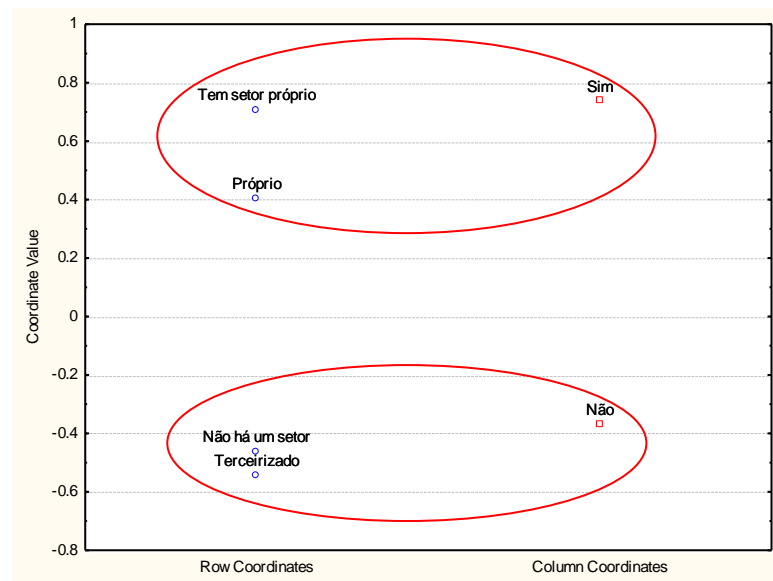 1
0.8
0.6
0.4
0.2
0
-0.2
-0.4
-0.6
-0.8
Coordinate Value
Tem setor próprio
Sim
Próprio
Não
Não há um setor
Terceirizado
Row Coordinates
Column Coordinates